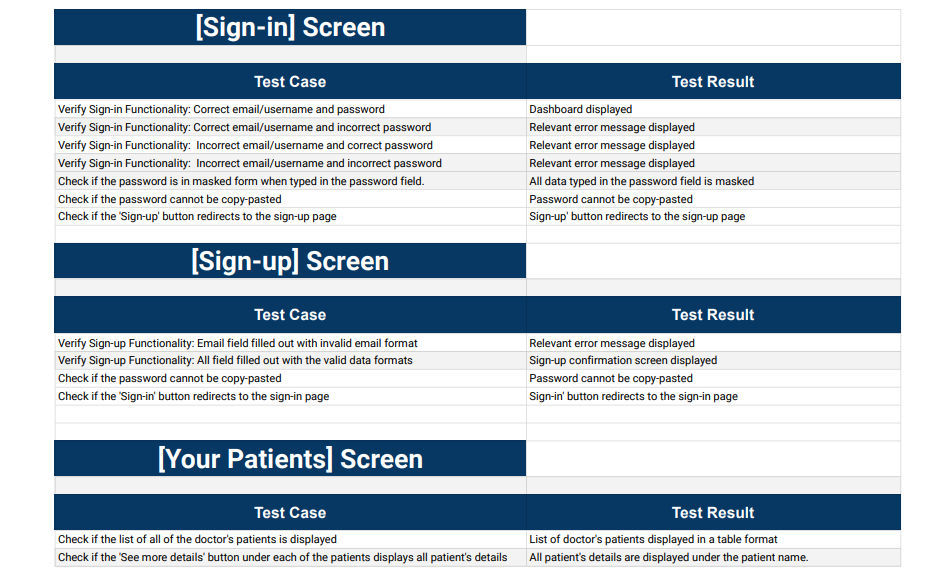 [Sign-in] Screen
Test Case Test Result
Verify Sign-in Functionality: Correct email/username and password Dashboard displayed
Verify Sign-in Functionality: Correct email/username and incorrect password Relevant error message displayed
Verify Sign-in Functionality:  Incorrect email/username and correct password Relevant error message displayed
Verify Sign-in Functionality:  Incorrect email/username and incorrect password Relevant error message displayed
Check if the password is in masked form when typed in the password field. All data typed in the password field is masked
Check if the password cannot be copy-pasted Password cannot be copy-pasted
Check if the 'Sign-up' button redirects to the sign-up page Sign-up' button redirects to the sign-up page
[Sign-up] Screen
Test Case Test Result
Verify Sign-up Functionality: Email field filled out with invalid email format Relevant error message displayed
Verify Sign-up Functionality: All field filled out with the valid data formats Sign-up confirmation screen displayed
Check if the password cannot be copy-pasted Password cannot be copy-pasted
Check if the 'Sign-in' button redirects to the sign-in page Sign-in' button redirects to the sign-in page
[Your Patients] Screen
Test Case Test Result
Check if the list of all of the doctor's patients is displayed List of doctor's patients displayed in a table format
Check if the 'See more details' button under each of the patients displays all patient's details All patient's details are displayed under the patient name.